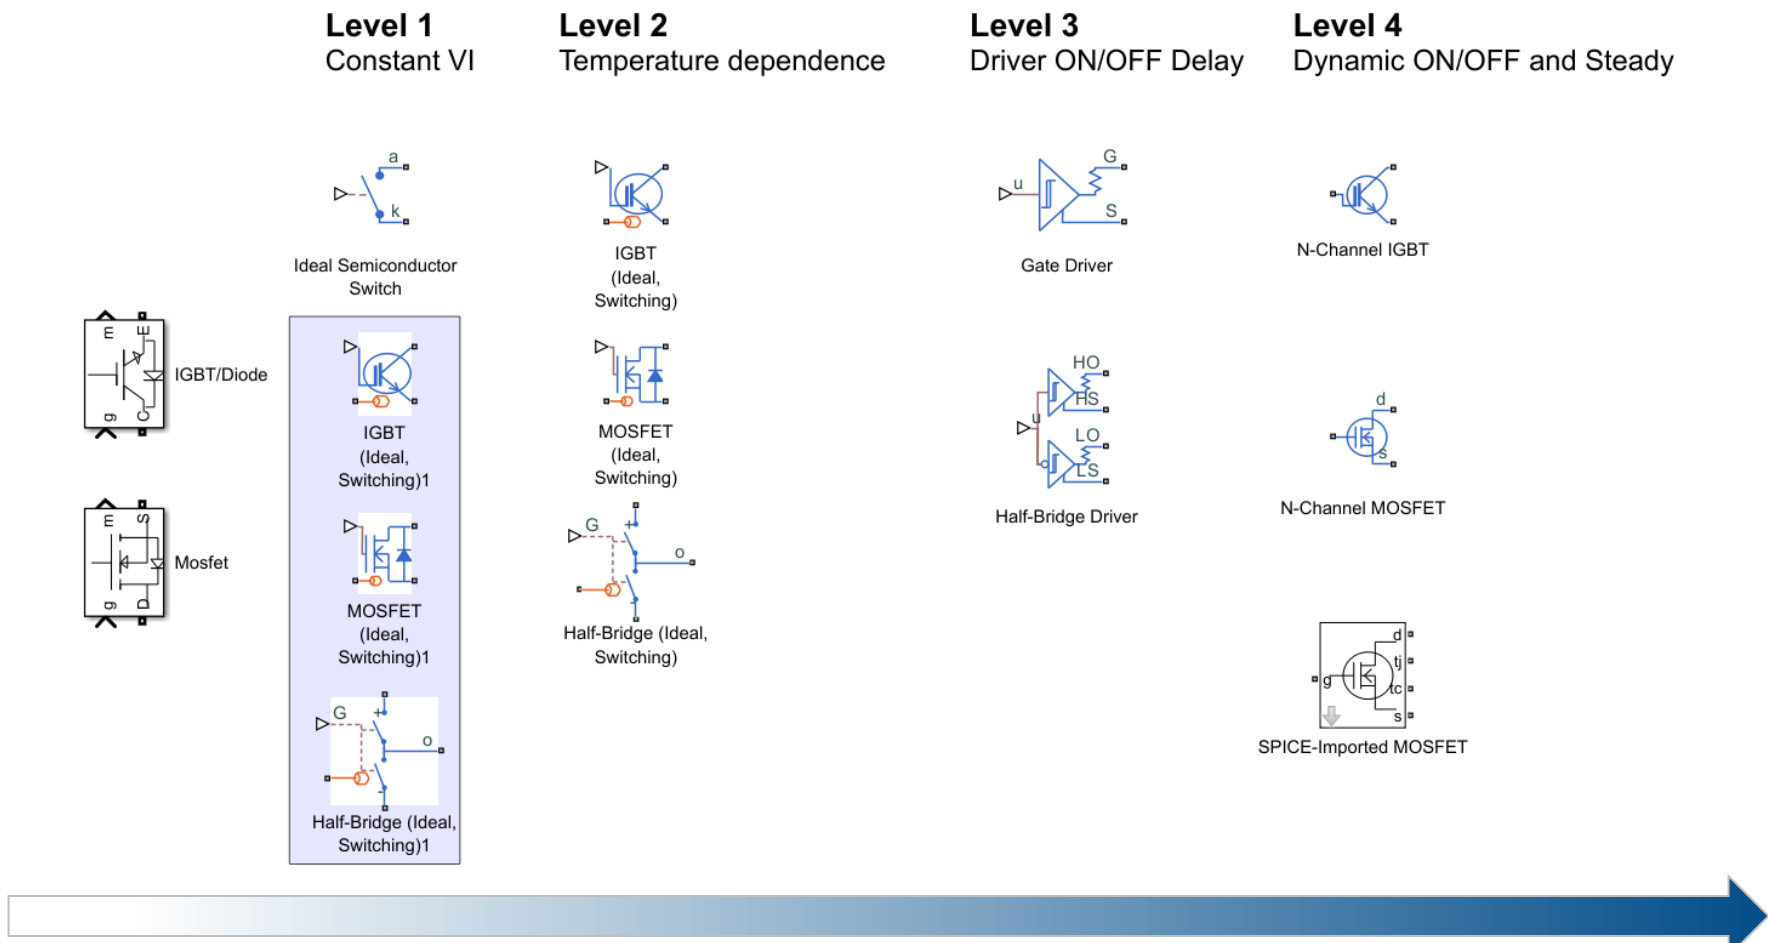 Level 1
Constant VI
Level 2
Temperature dependence
Level 3
Driver ON/OFF Delay
Level 4
Dynamic ON/OFF and Steady
m
E
g
C
IGBT/Diode
m
S
g
D
Mosfet
a
k
Ideal Semiconductor
Switch
IGBT
(Ideal,
Switching)1
MOSFET
(Ideal,
Switching)1
G
+
-
o
Half-Bridge (Ideal,
Switching)1
IGBT
(Ideal,
Switching)
MOSFET
(Ideal,
Switching)
G
+
-
o
Half-Bridge (Ideal,
Switching)
u
G
S
Gate Driver
u
HO
HS
LO
LS
Half-Bridge Driver
N-Channel IGBT
d
s
N-Channel MOSFET
g
d
tj
tc
s
SPICE-Imported MOSFET